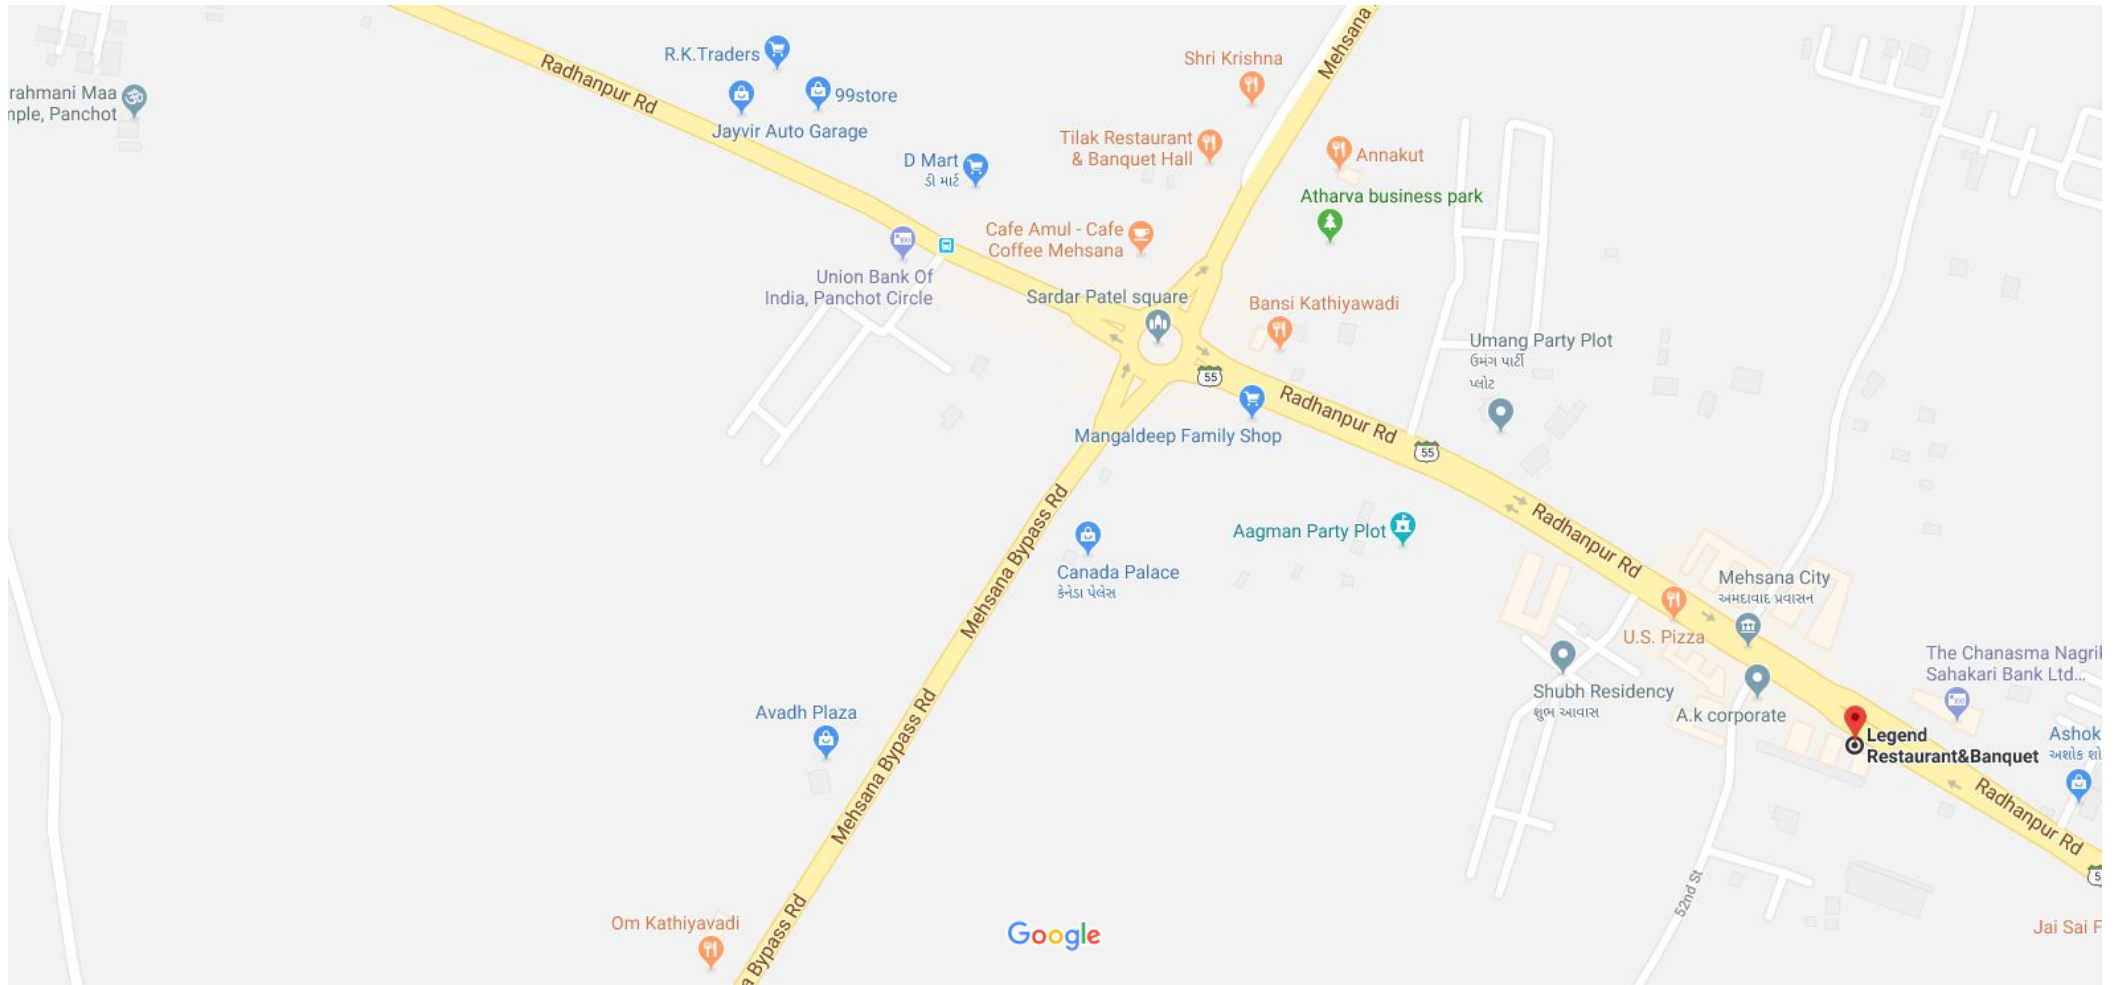 Radhanpur Rd
R.K.Traders
99store
Jayvir Auto Garage
Shri Krishna
Mehsana
rahmani Maa
nple, Panchot
Tilak Restaurant
& Banquet Hall
Annakut
D Mart
ડી માર્ટ
Atharva business park
Cafe Amul - Cafe
Coffee Mehsana
Union Bank Of
India, Panchot Circle
Sardar Patel square
Bansi Kathiyawadi
Umang Party Plot
ઉમંગ પાર્ટી
પ્લોટ
55
Radhanpur Rd
Mangaldeep Family Shop
55
Mehsana Bypass Rd
Aagman Party Plot
Radhanpur Rd
Canada Palace
કેનેડા પેલેસ
Mehsana City
અમદાવાદ પ્રવાસન
U.S. Pizza
The Chanasma Nagrik
Sahakari Bank Ltd...
Shubh Residency
શુભ આવાસ
A.k corporate
Avadh Plaza
Mehsana Bypass Rd
Legend
Restaurant&Banquet
Ashok
અશોક શો
Radhanpur Rd
5
52nd St
Om Kathiyavadi
a Bypass Rd
Google
Jai Sai F